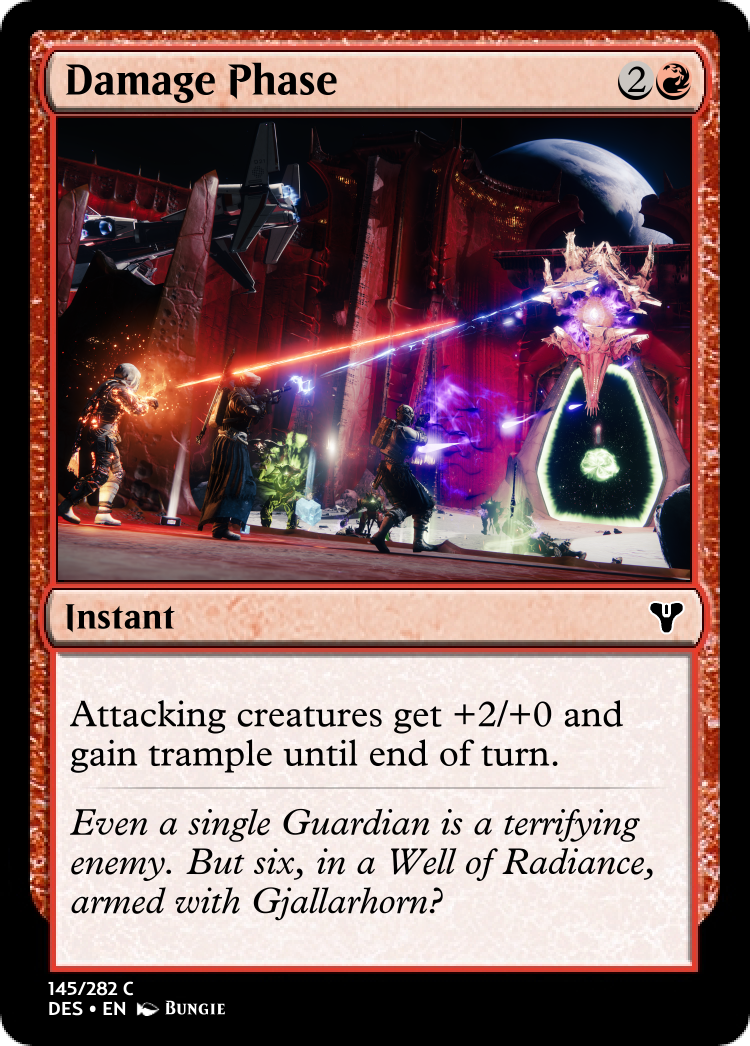 Damage Phase 2
Instant
Attacking creatures get +2/+0 and
gain trample until end of turn.
Even a single Guardian is a terrifying
enemy. But six, in a Well of Radiance,
armed with Gjallarhorn?
145/282 C
DES • EN Bungie